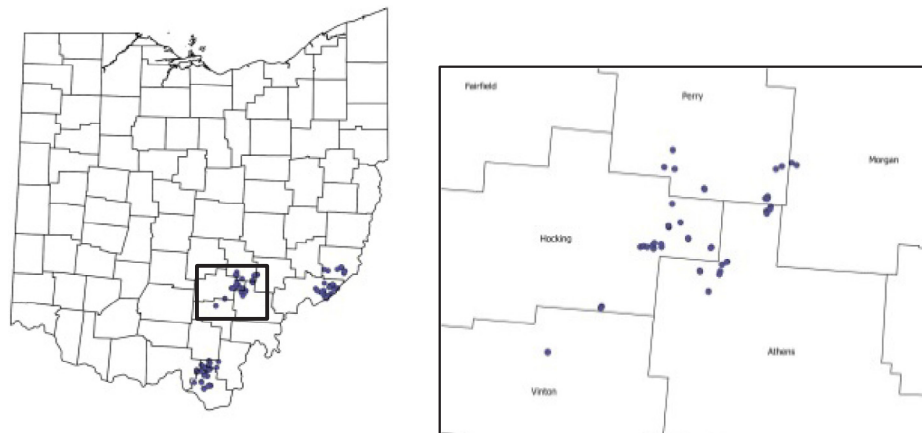 Fairfield
Perry
Morgan
Hocking
Athens
Vinton